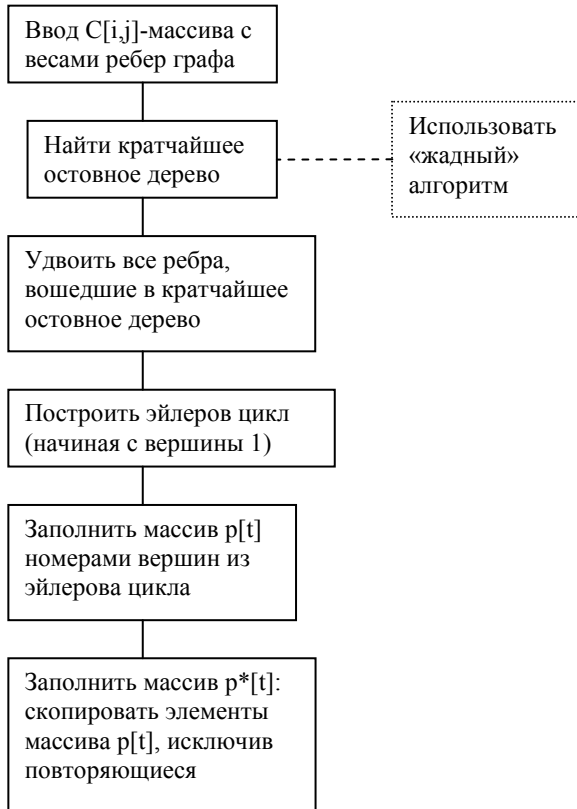 Ввод C[i,j]-массива с
весами ребер графа
Найти кратчайшее
остовное дерево
Использовать
«жадный»
алгоритм
Удвоить все ребра,
вошедшие в кратчайшее
остовное дерево
Построить эйлеров цикл
(начиная с вершины 1)
Заполнить массив p[t]
номерами вершин из
эйлерова цикла
Заполнить массив p*[t]:
скопировать элементы
массива p[t], исключив
повторяющиеся